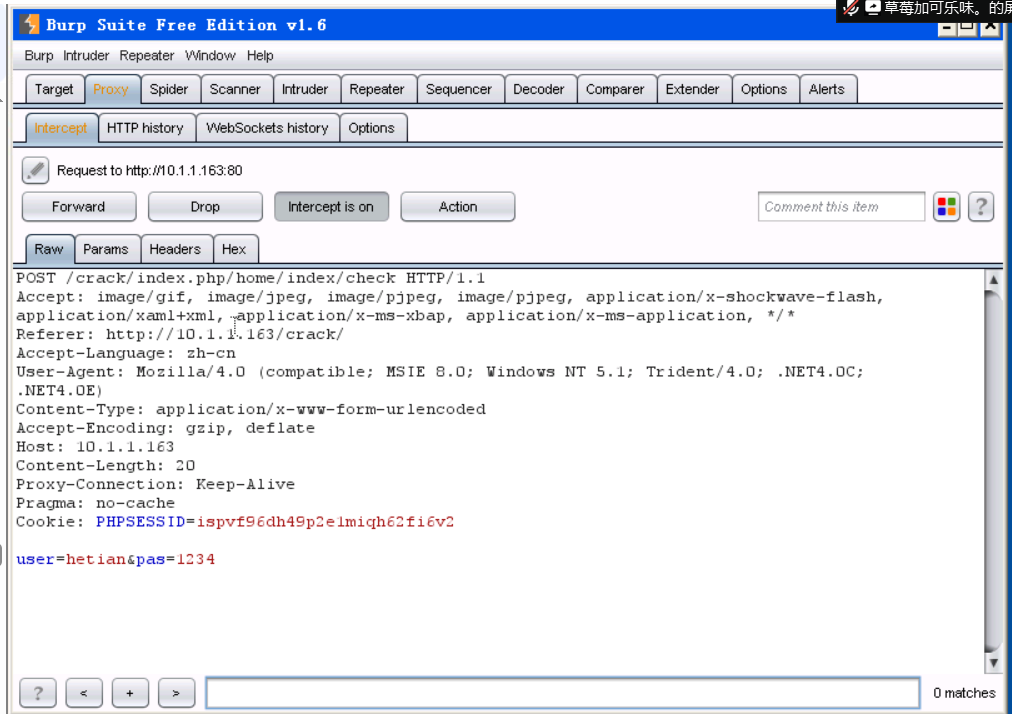 草莓加可乐味。的屏
Burp Suite Free Edition v1.6
Burp Intruder Repeater Window Help
Target Proxy Spider Scanner Intruder Repeater Sequencer Decoder Comparer Extender Options Alerts
Intercept HTTP history WebSockets history Options
Request to http://10.1.1.163:80
Forward Drop Intercept is on Action Comment this item ?
Raw Params Headers Hex
POST /crack/index.php/home/index/check HTTP/1.1
Accept: image/gif, image/jpeg, image/pjpeg, image/pjpeg, application/x-shockwave-flash,
application/xaml+xml, application/x-ms-xbap, application/x-ms-application, */*
Referer: http://10.1.1.163/crack/
Accept-Language: zh-cn
User-Agent: Mozilla/4.0 (compatible; MSIE 8.0; Windows NT 5.1; Trident/4.0; .NET4.0C;
.NET4.0E)
Content-Type: application/x-www-form-urlencoded
Accept-Encoding: gzip, deflate
Host: 10.1.1.163
Content-Length: 20
Proxy-Connection: Keep-Alive
Pragma: no-cache
Cookie: PHPSESSID=ispvf96dh49p2e1miqh62fi6v2
user=hetian&pas=1234
? < + > 0 matches